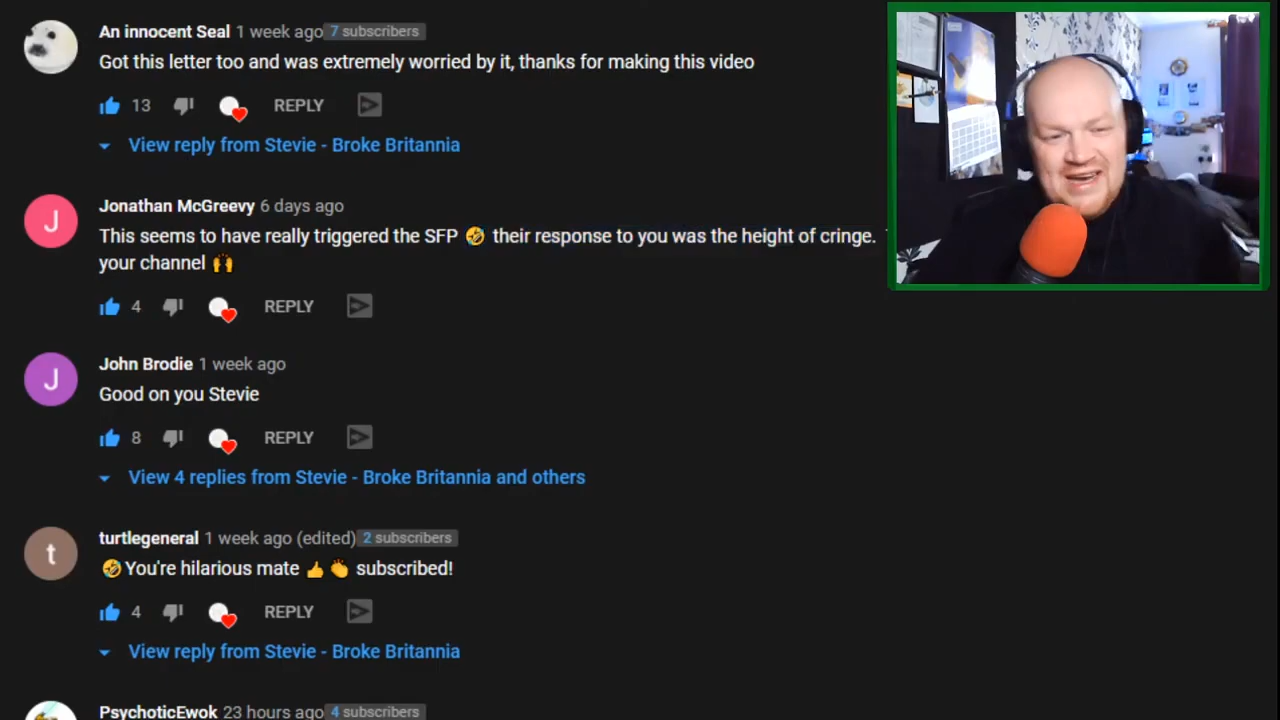 An innocent Seal 1 week ago 7 subscribers
Got this letter too and was extremely worried by it, thanks for making this video
13 REPLY
View reply from Stevie - Broke Britannia
J
Jonathan McGreevy 6 days ago
This seems to have really triggered the SFP 🤣 their response to you was the height of cringe.
your channel 🙌
4 REPLY
J
John Brodie 1 week ago
Good on you Stevie
8 REPLY
View 4 replies from Stevie - Broke Britannia and others
t
turtlegeneral 1 week ago (edited) 2 subscribers
🤣You're hilarious mate 👍 👏 subscribed!
4 REPLY
View reply from Stevie - Broke Britannia
PsychoticEwok 23 hours ago 4 subscribers